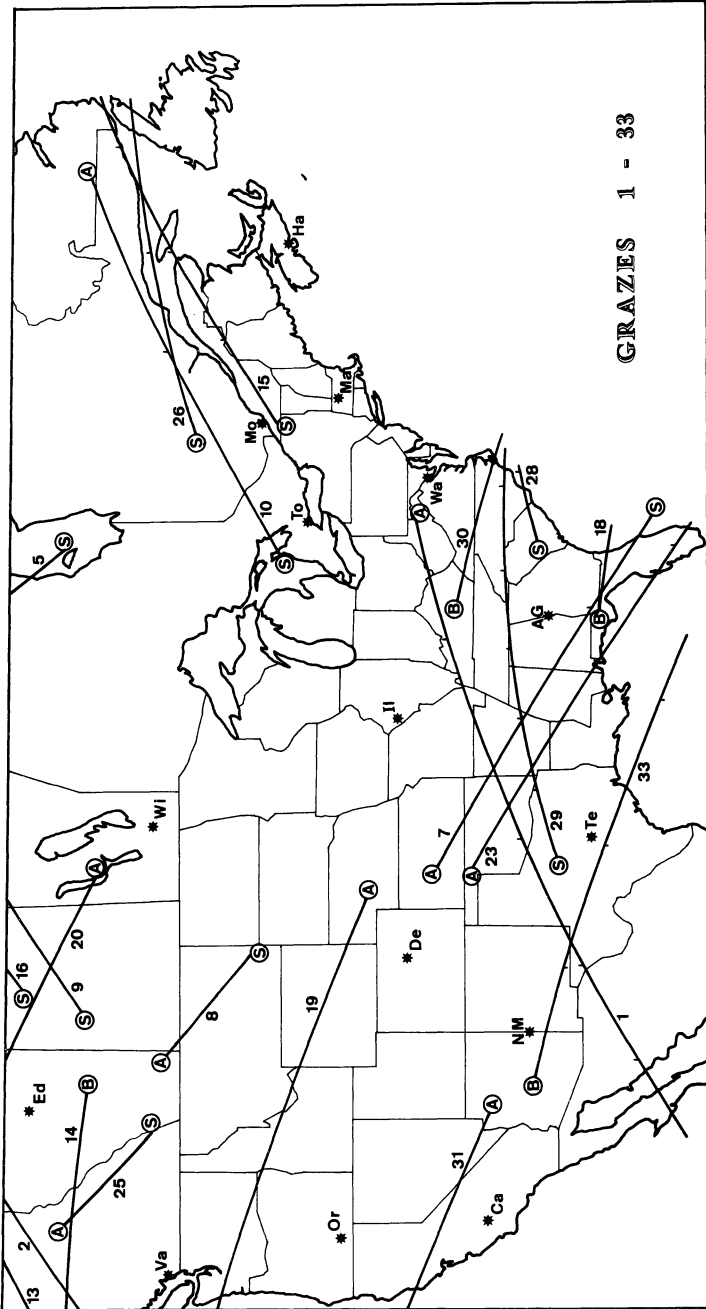 GRAZES 1 - 33
13
2
A
25
14
B
S
Ed
Va
16
S
9
S
20
A
A
8
S
Wi
5
S
26
S
A
10
S
15
S
Mo
To
Ma
Ha
Or
Ca
19
A
De
Il
31
A
B
NM
1
A
Wa
30
B
7
A
S
23
A
29
S
Te
33
28
S
AG
18
B